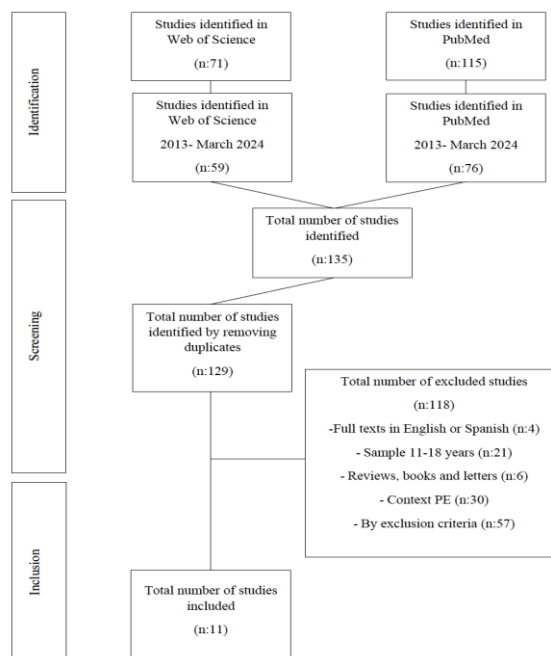 Identification
Studies identified in
Web of Science
(n:71)
Studies identified in
PubMed
(n:115)
Studies identified in
Web of Science
2013- March 2024
(n:59)
Studies identified in
PubMed
2013- March 2024
(n:76)
Screening
Total number of studies
identified
(n:135)
Total number of studies
identified by removing
duplicates
(n:129)
Total number of excluded studies
(n:118)
-Full texts in English or Spanish (n:4)
- Sample 11-18 years (n:21)
- Reviews, books and letters (n:6)
- Context PE (n:30)
- By exclusion criteria (n:57)
Inclusion
Total number of studies
included
(n:11)